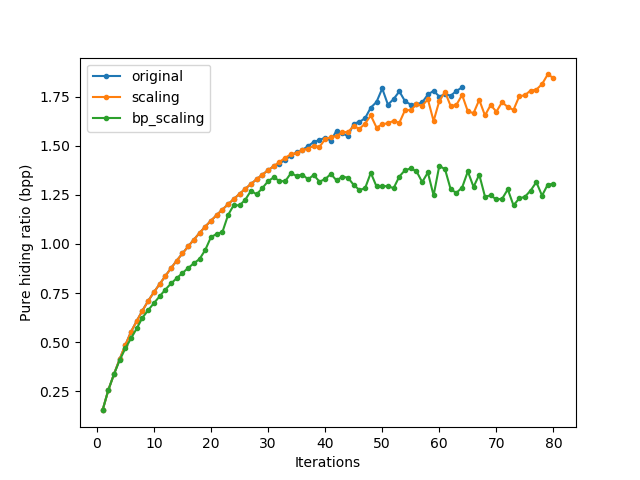 original
scaling
bp_scaling
1.75
1.50
1.25
1.00
0.75
0.50
0.25
Pure hiding ratio (bpp)
0 10 20 30 40 50 60 70 80
Iterations